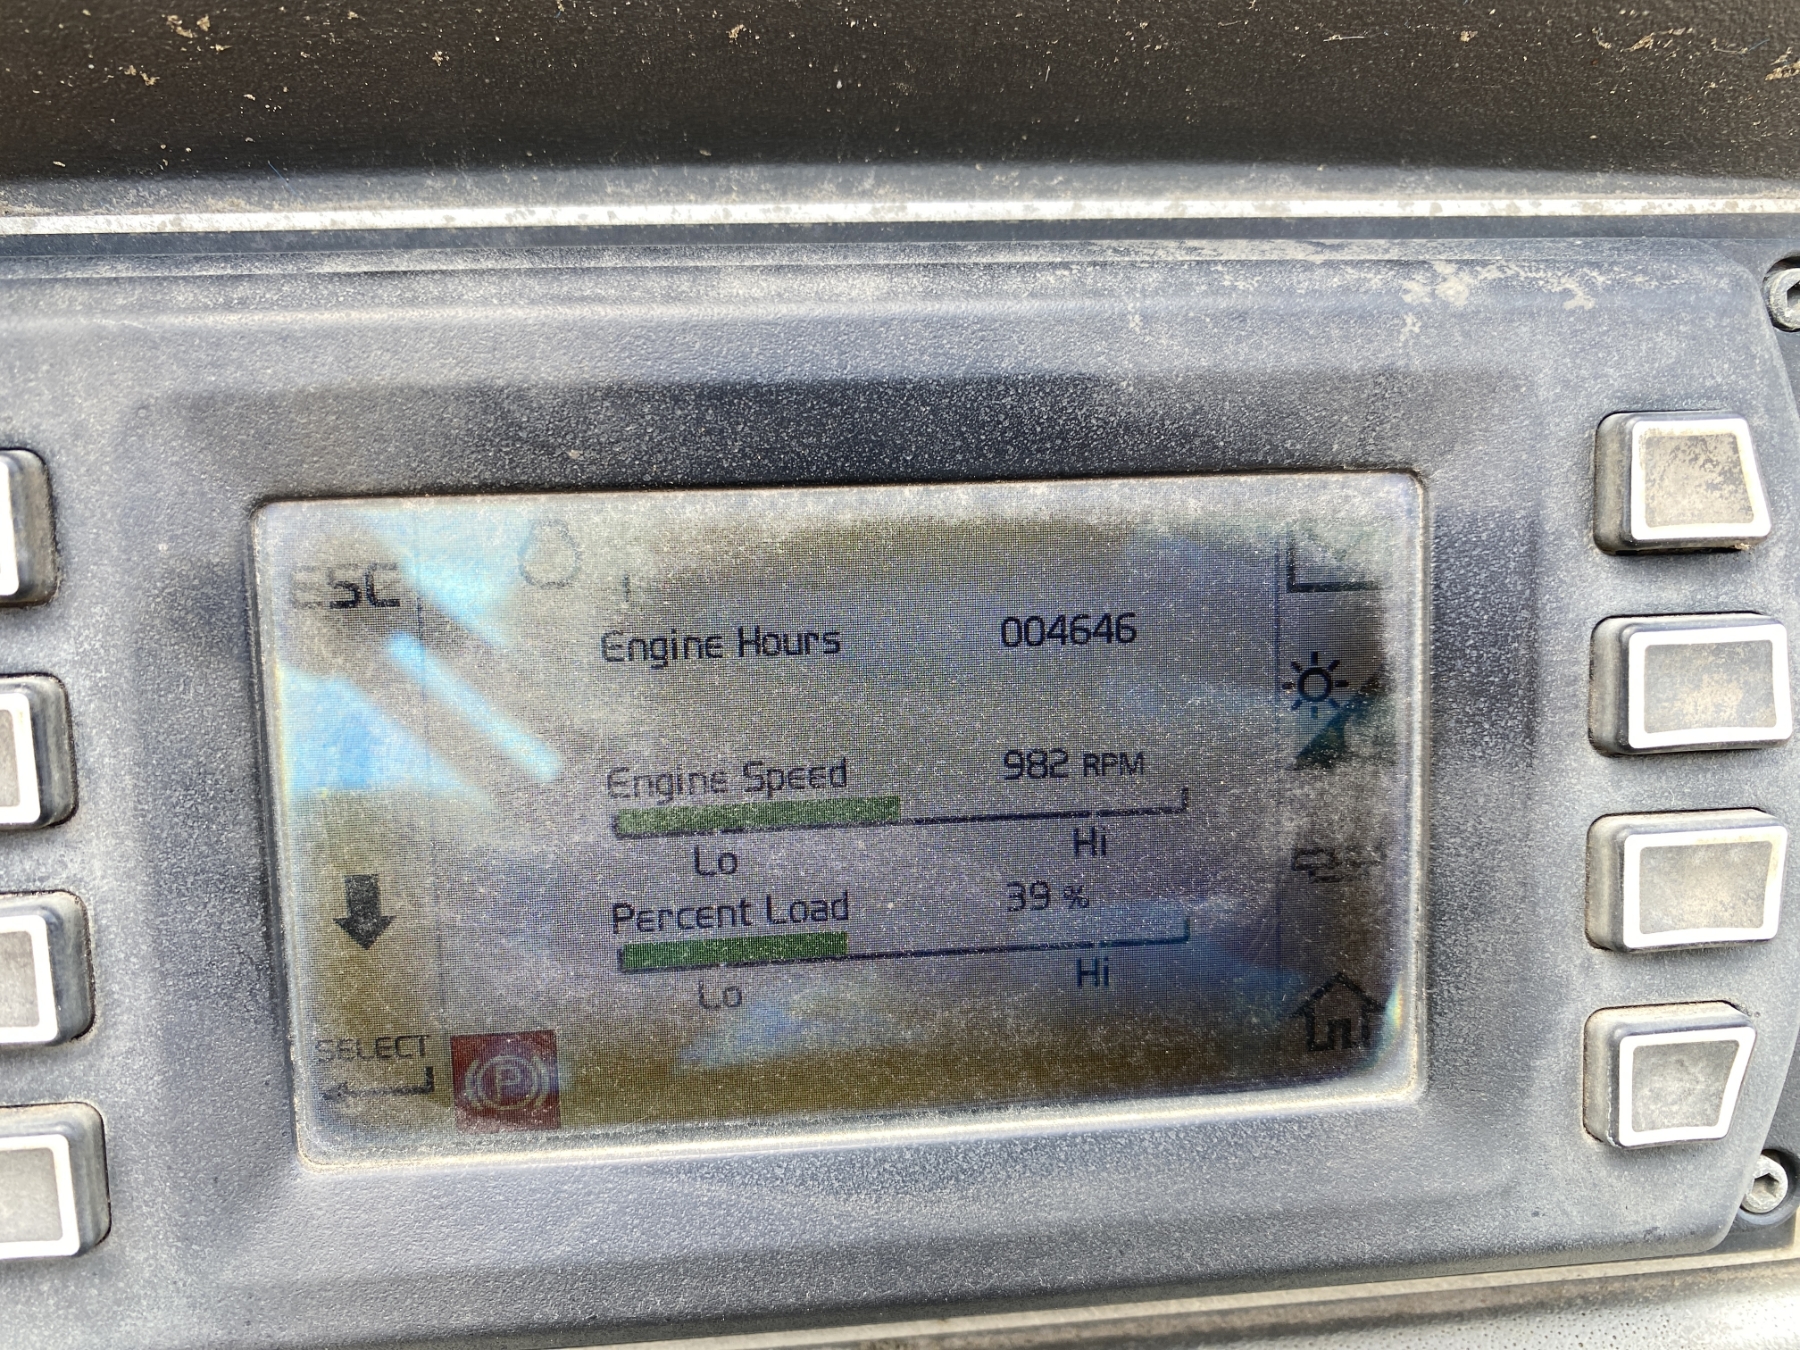 ESC
Engine Hours 004646
Engine Speed 982 RPM
Lo Hi
Percent Load 39 %
Lo Hi
SELECT
P